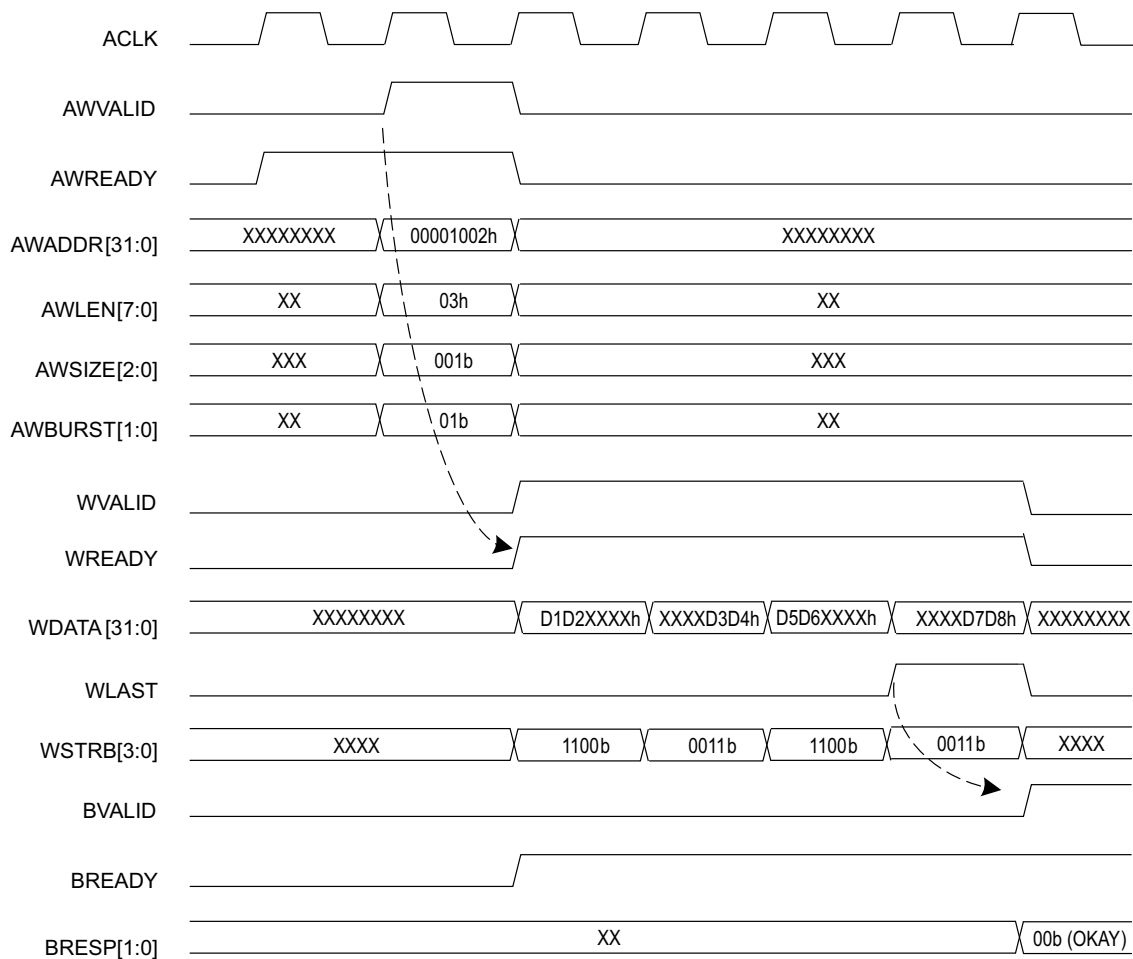 ACLK
AWVALID
AWREADY
AWADDR[31:0] XXXXXXXX 00001002h XXXXXXXX
AWLEN[7:0] XX 03h XX
AWSIZE[2:0] XXX 001b XXX
AWBURST[1:0] XX 01b XX
WVALID
WREADY
WDATA[31:0] XXXXXXXX D1D2XXXXh XXXXD3D4h D5D6XXXXh XXXXD7D8h XXXXXXXX
WLAST
WSTRB[3:0] XXXX 1100b 0011b 1100b 0011b XXXX
BVALID
BREADY
BRESP[1:0] XX 00b (OKAY)